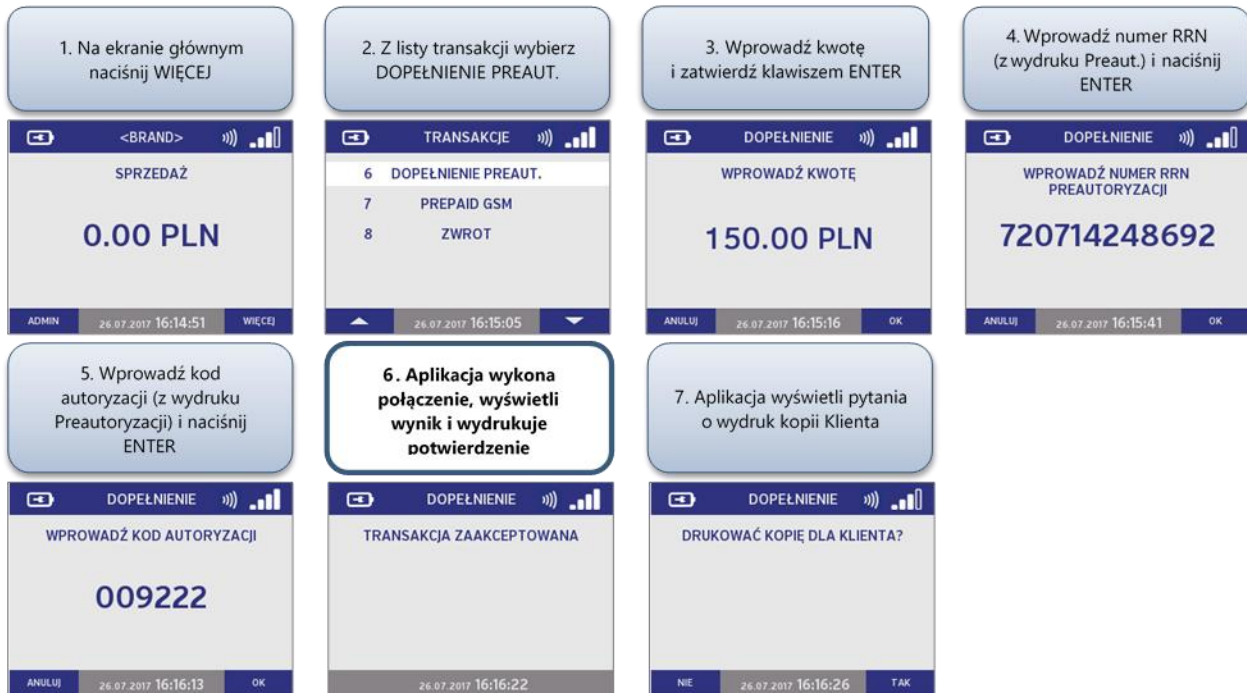 1. Na ekranie głównym
naciśnij WIĘCEJ
2. Z listy transakcji wybierz
DOPEŁNIENIE PREAUT.
3. Wprowadź kwotę
i zatwierdź klawiszem ENTER
4. Wprowadź numer RRN
(z wydruku Preaut.) i naciśnij
ENTER
<BRAND>
SPRZEDAŻ
0.00 PLN
ADMIN 26.07.2017 16:14:51 WIĘCEJ
TRANSAKCJE
6 DOPEŁNIENIE PREAUT.
7 PREPAID GSM
8 ZWROT
26.07.2017 16:15:05
DOPEŁNIENIE
WPROWADŹ KWOTĘ
150.00 PLN
ANULUJ 26.07.2017 16:15:16 OK
DOPEŁNIENIE
WPROWADŹ NUMER RRN
PREAUTORYZACJI
720714248692
ANULUJ 26.07.2017 16:15:41 OK
5. Wprowadź kod
autoryzacji (z wydruku
Preautoryzacji) i naciśnij
ENTER
6. Aplikacja wykona
połączenie, wyświetli
wynik i wydrukuje
potwierdzenie
7. Aplikacja wyświetli pytania
o wydruk kopii Klienta
DOPEŁNIENIE
WPROWADŹ KOD AUTORYZACJI
009222
ANULUJ 26.07.2017 16:16:13 OK
DOPEŁNIENIE
TRANSAKCJA ZAAKCEPTOWANA
26.07.2017 16:16:22
DOPEŁNIENIE
DRUKOWAĆ KOPIĘ DLA KLIENTA?
NIE 26.07.2017 16:16:26 TAK